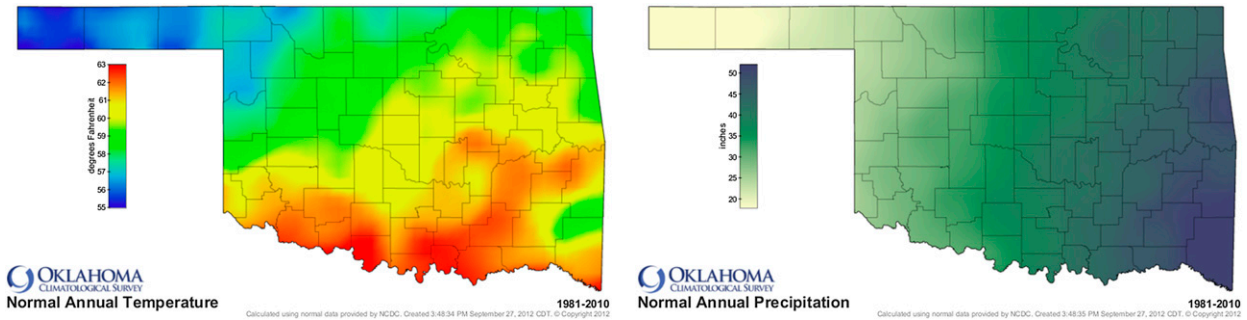 63
62
61
60
59
58
56
55
degrees Fahrenheit
OKLAHOMA
CLIMATOLOGICAL SURVEY
Normal Annual Temperature
1981-2010
Calculated using normal data provided by NCDC. Created 3:48:34 PM September 27, 2012 CDT. © Copyright 2012
50
45
40
35
30
25
20
inches
OKLAHOMA
CLIMATOLOGICAL SURVEY
Normal Annual Precipitation
1981-2010
Calculated using normal data provided by NCDC. Created 3:48:35 PM September 27, 2012 CDT. © Copyright 2012